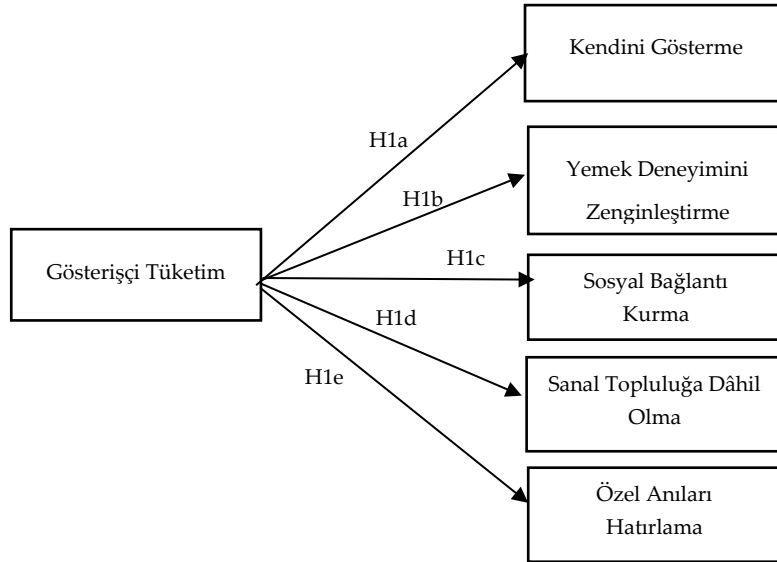 Kendini Gösterme
H1a
Yemek Deneyimini
Zenginleştirme
H1b
Gösterişçi Tüketim
H1c
Sosyal Bağlantı
Kurma
H1d
Sanal Topluluğa Dâhil
Olma
H1e
Özel Anıları
Hatırlama